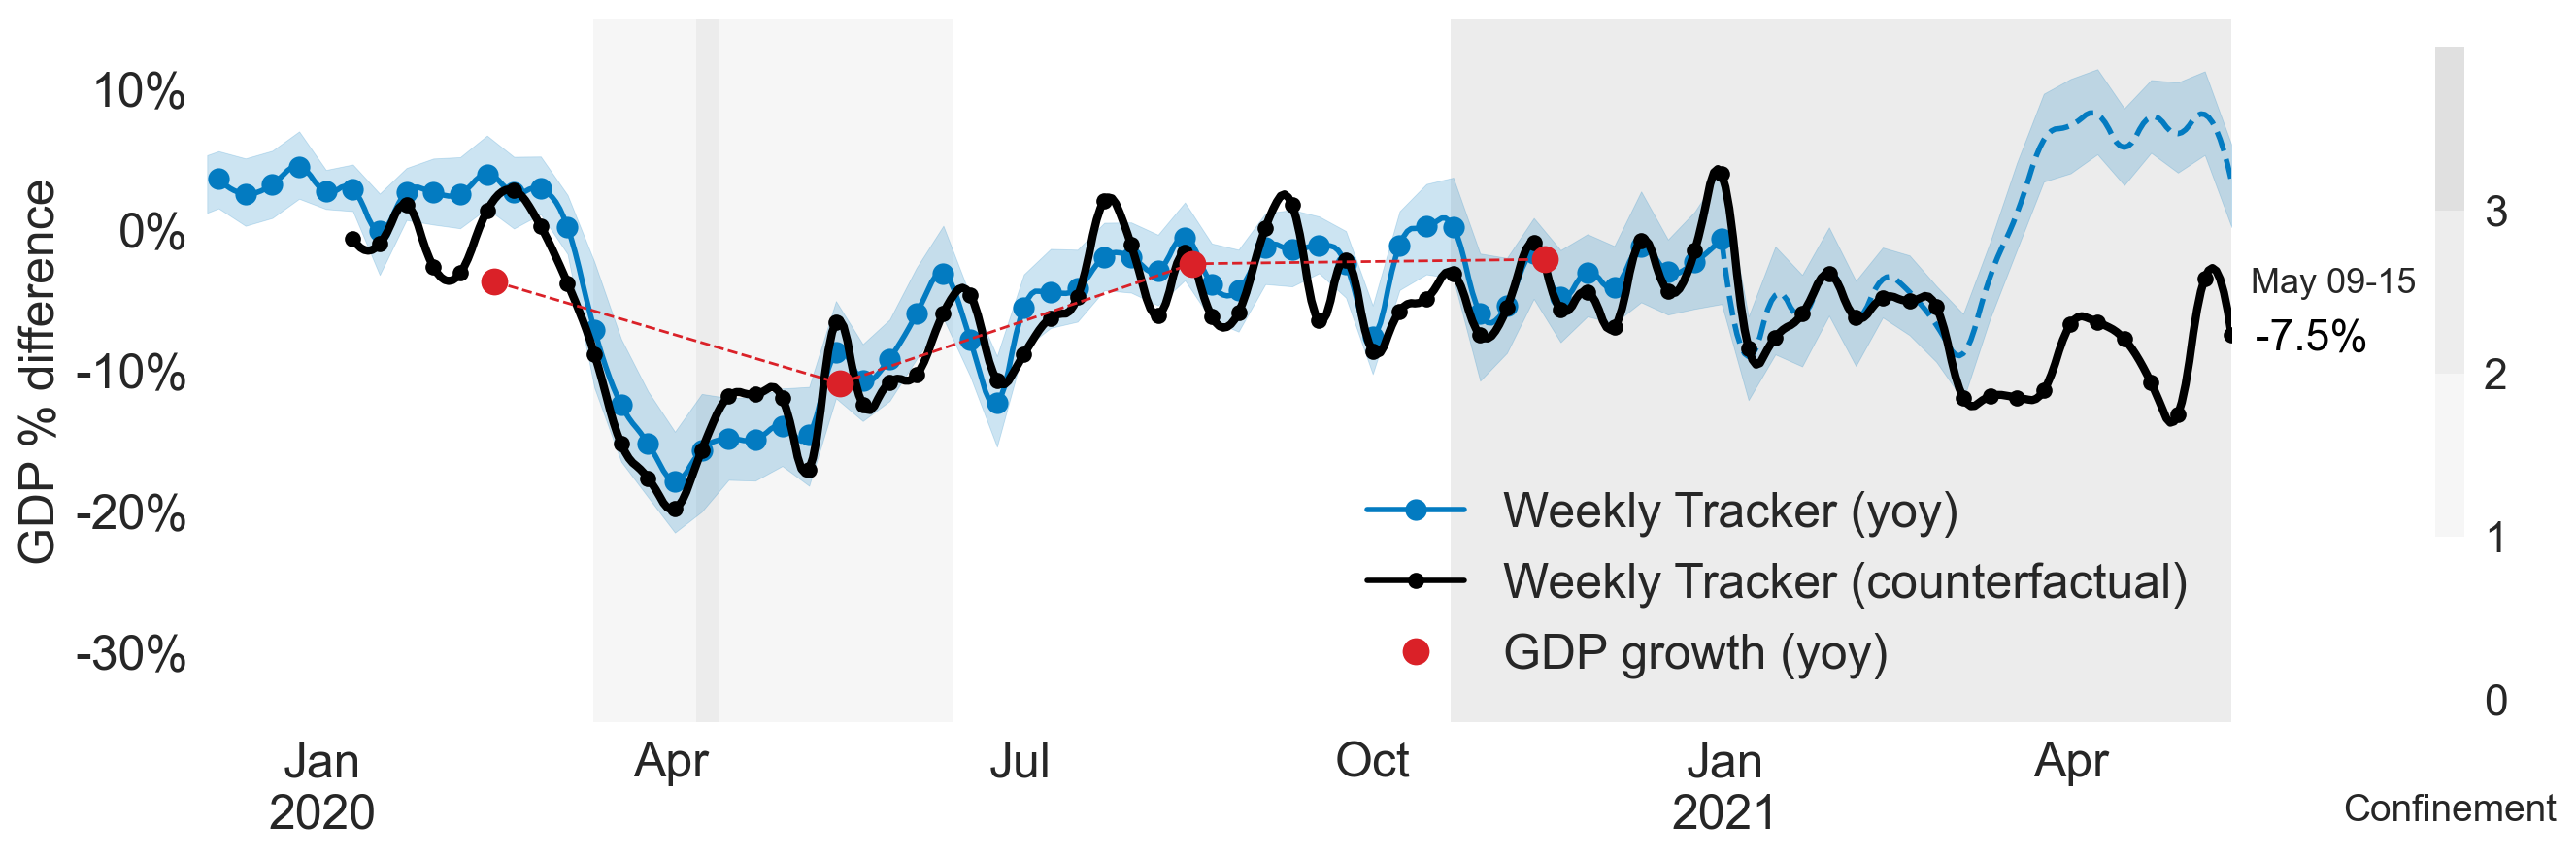 GDP % difference
10%
0%
-10%
-20%
-30%
Weekly Tracker (yoy)
Weekly Tracker (counterfactual)
GDP growth (yoy)
May 09-15
-7.5%
3
2
1
0
Jan
2020
Apr
Jul
Oct
Jan
2021
Apr
Confinement